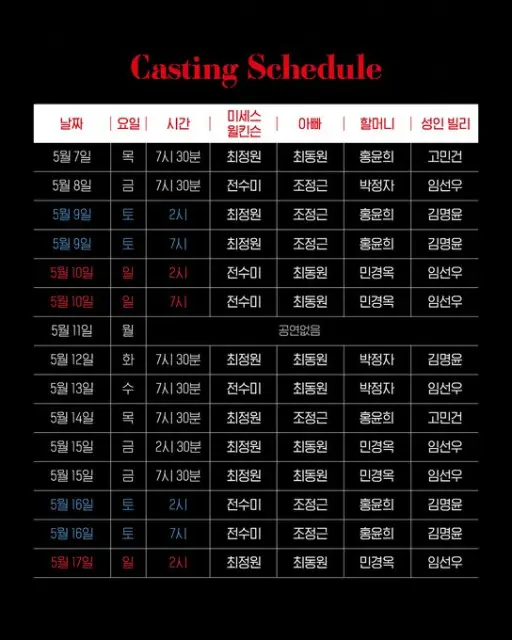 Casting Schedule
날짜 | 요일 | 시간 | 미세스 윌킨슨 | 아빠 | 할머니 | 성인 빌리
5월 7일 목 7시 30분 최정원 최동원 홍윤희 고민건
5월 8일 금 7시 30분 전수미 조정근 박정자 임선우
5월 9일 토 2시 최정원 조정근 홍윤희 김명윤
5월 9일 토 7시 최정원 조정근 홍윤희 김명윤
5월 10일 일 2시 전수미 최동원 민경옥 임선우
5월 10일 일 7시 전수미 최동원 민경옥 임선우
5월 11일 월 공연없음
5월 12일 화 7시 30분 최정원 최동원 박정자 김명윤
5월 13일 수 7시 30분 전수미 최동원 박정자 임선우
5월 14일 목 7시 30분 최정원 조정근 홍윤희 고민건
5월 15일 금 2시 30분 최정원 최동원 민경옥 임선우
5월 15일 금 7시 30분 최정원 최동원 민경옥 임선우
5월 16일 토 2시 전수미 조정근 홍윤희 김명윤
5월 16일 토 7시 전수미 조정근 홍윤희 김명윤
5월 17일 일 2시 최정원 최동원 민경옥 임선우